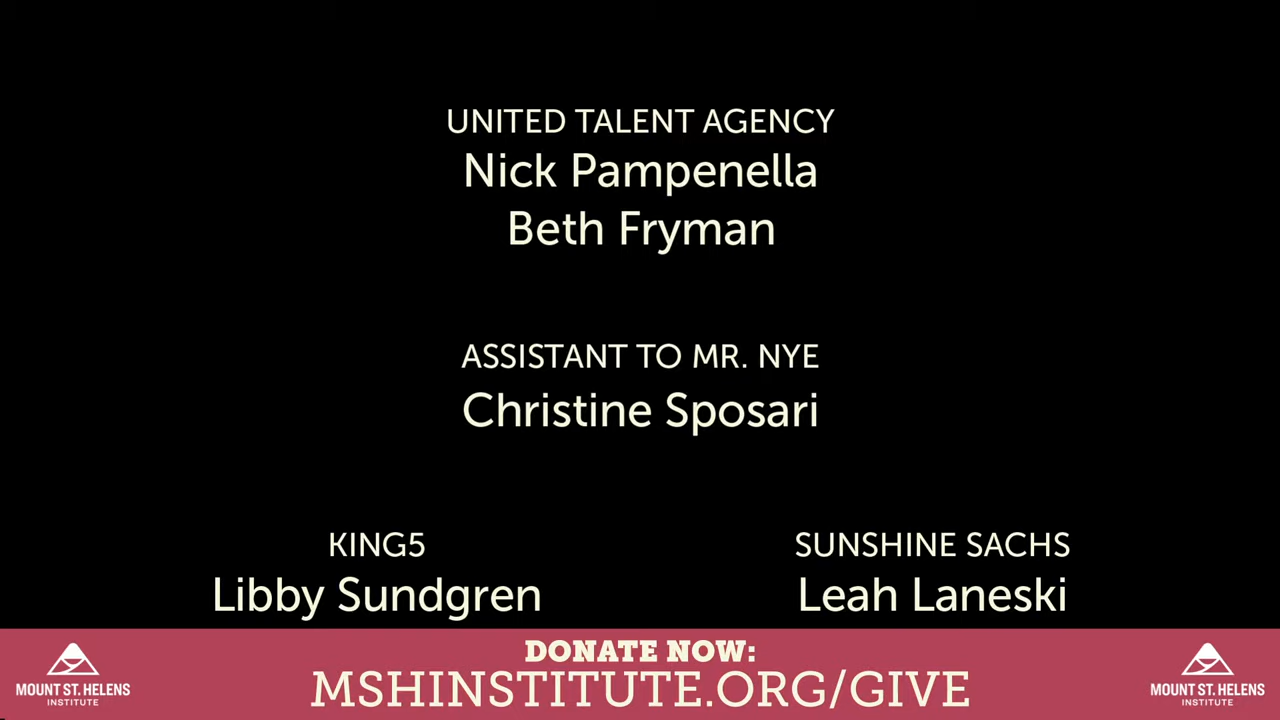 UNITED TALENT AGENCY
Nick Pampenella
Beth Fryman
ASSISTANT TO MR. NYE
Christine Sposari
KING5
Libby Sundgren
SUNSHINE SACHS
Leah Laneski
MOUNT ST. HELENS
INSTITUTE
DONATE NOW:
MSHINSTITUTE.ORG/GIVE
MOUNT ST. HELENS
INSTITUTE